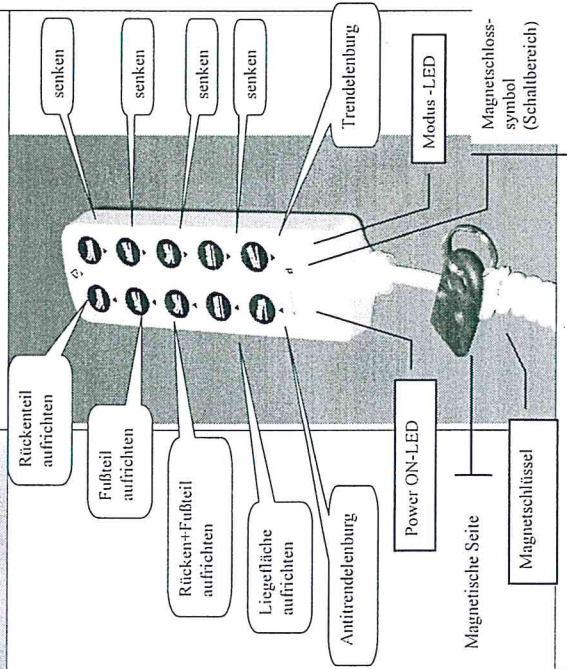 Rückenteil
aufrichten
Fußteil
aufrichten
Rücken+Fußteil
aufrichten
Liegefläche
aufrichten
Antitrendelenburg
senken
senken
senken
senken
Trendelenburg
Power ON-LED
Modus -LED
Magnetische Seite
Magnetschloss-
symbol
(Schaltbereich)
Magnetschlüssel